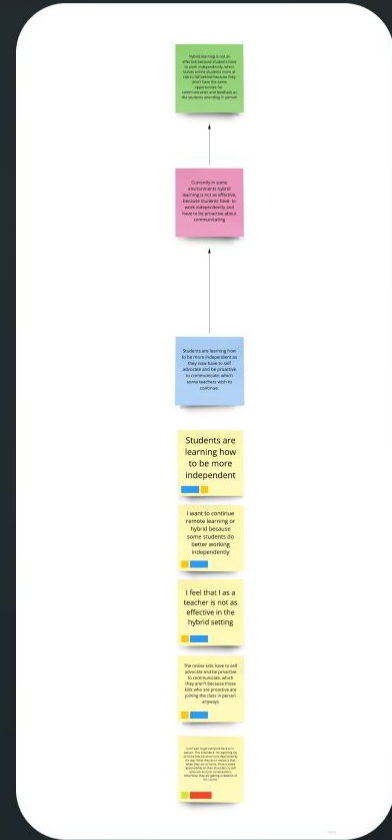 Hybrid learning is not as
effective because students have
to work independently, which
leaves online students more at
risk to fall behind because they
don't have the same
opportunities for
communication and feedback as
the students attending in person
Currently in some
environments hybrid
learning is not as effective,
because students have to
work independently and
have to be proactive about
communicating
Students are learning how
to be more independent as
they now have to self
advocate and be proactive
to communicate, which
some teachers wish to
continue.
Students are
learning how
to be more
independent
I want to continue
remote learning or
hybrid because
some students do
better working
independently
I feel that I as a
teacher is not as
effective in the
hybrid setting
The online kids have to self
advocate and be proactive
to communicate, which
they aren't because those
kids who are proactive are
joining the class in person
anyways